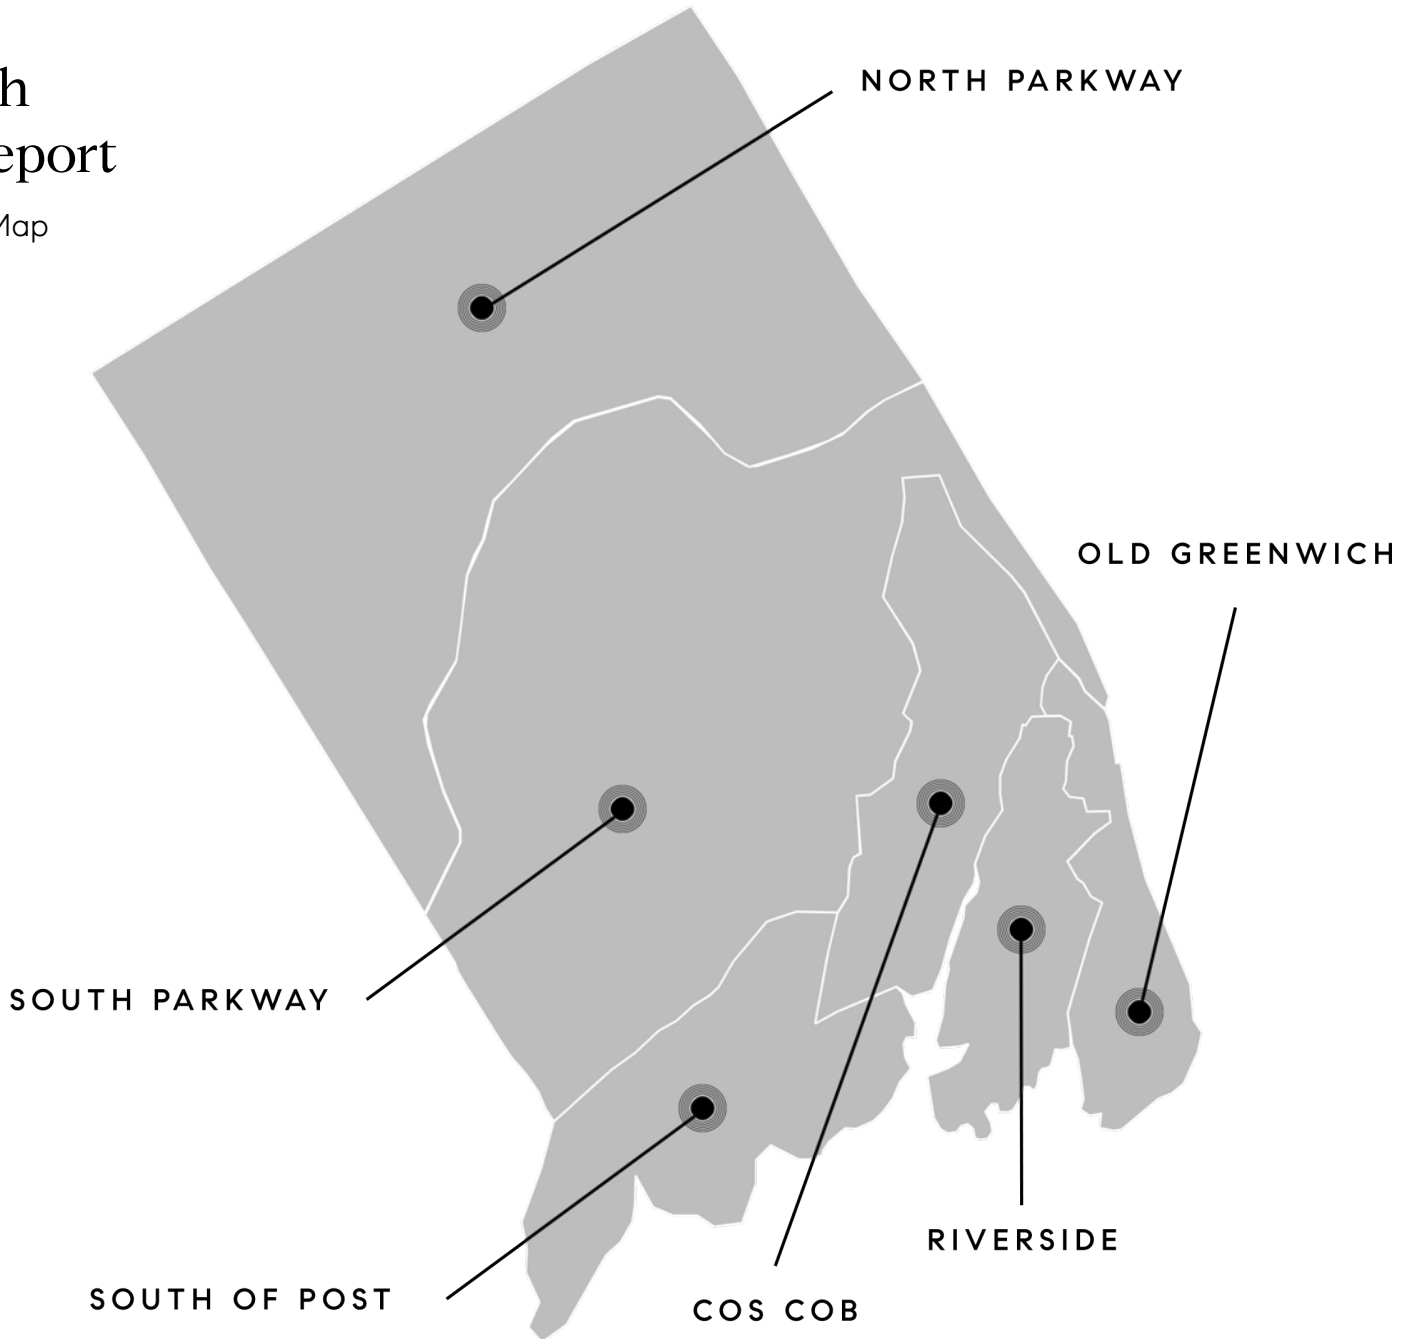 h
eport
Map
NORTH PARKWAY
OLD GREENWICH
SOUTH PARKWAY
RIVERSIDE
SOUTH OF POST
COS COB